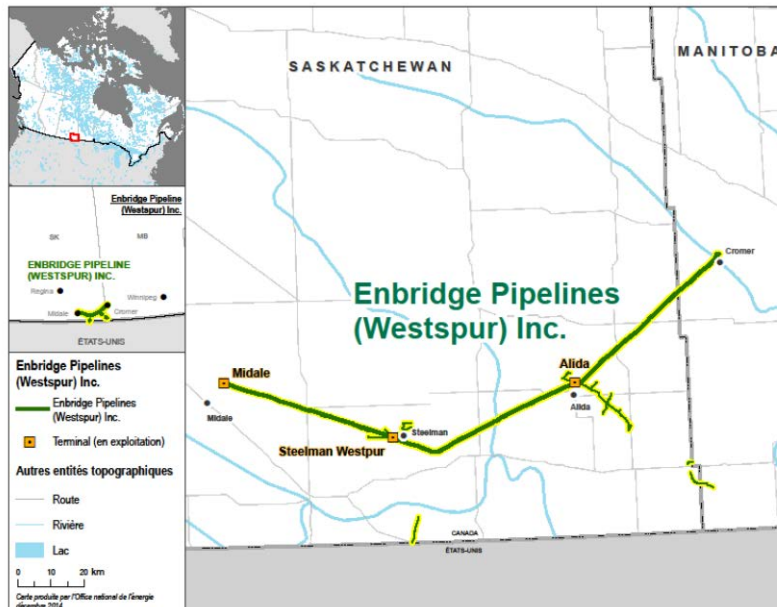 SASKATCHEWAN
MANITOBA
Enbridge Pipeline
(Westpur) Inc.
SK
MB
ENBRIDGE PIPELINE
(WESTSPUR) INC.
Regina
Winnipeg
Midale
Cromer
ÉTATS-UNIS
Enbridge Pipelines
(Westspur) Inc.
Enbridge Pipelines
(Westspur) Inc.
Terminal (en exploitation)
Autres entités topographiques
Route
Rivière
Lac
0 10 20 km
Carte produite par l'Office national de l'énergie
décembre 2014
Cromer
Enbridge Pipelines
(Westspur) Inc.
Midale
Midale
Alida
Alida
Steelman
Steelman Westpur
CANADA
ÉTATS-UNIS